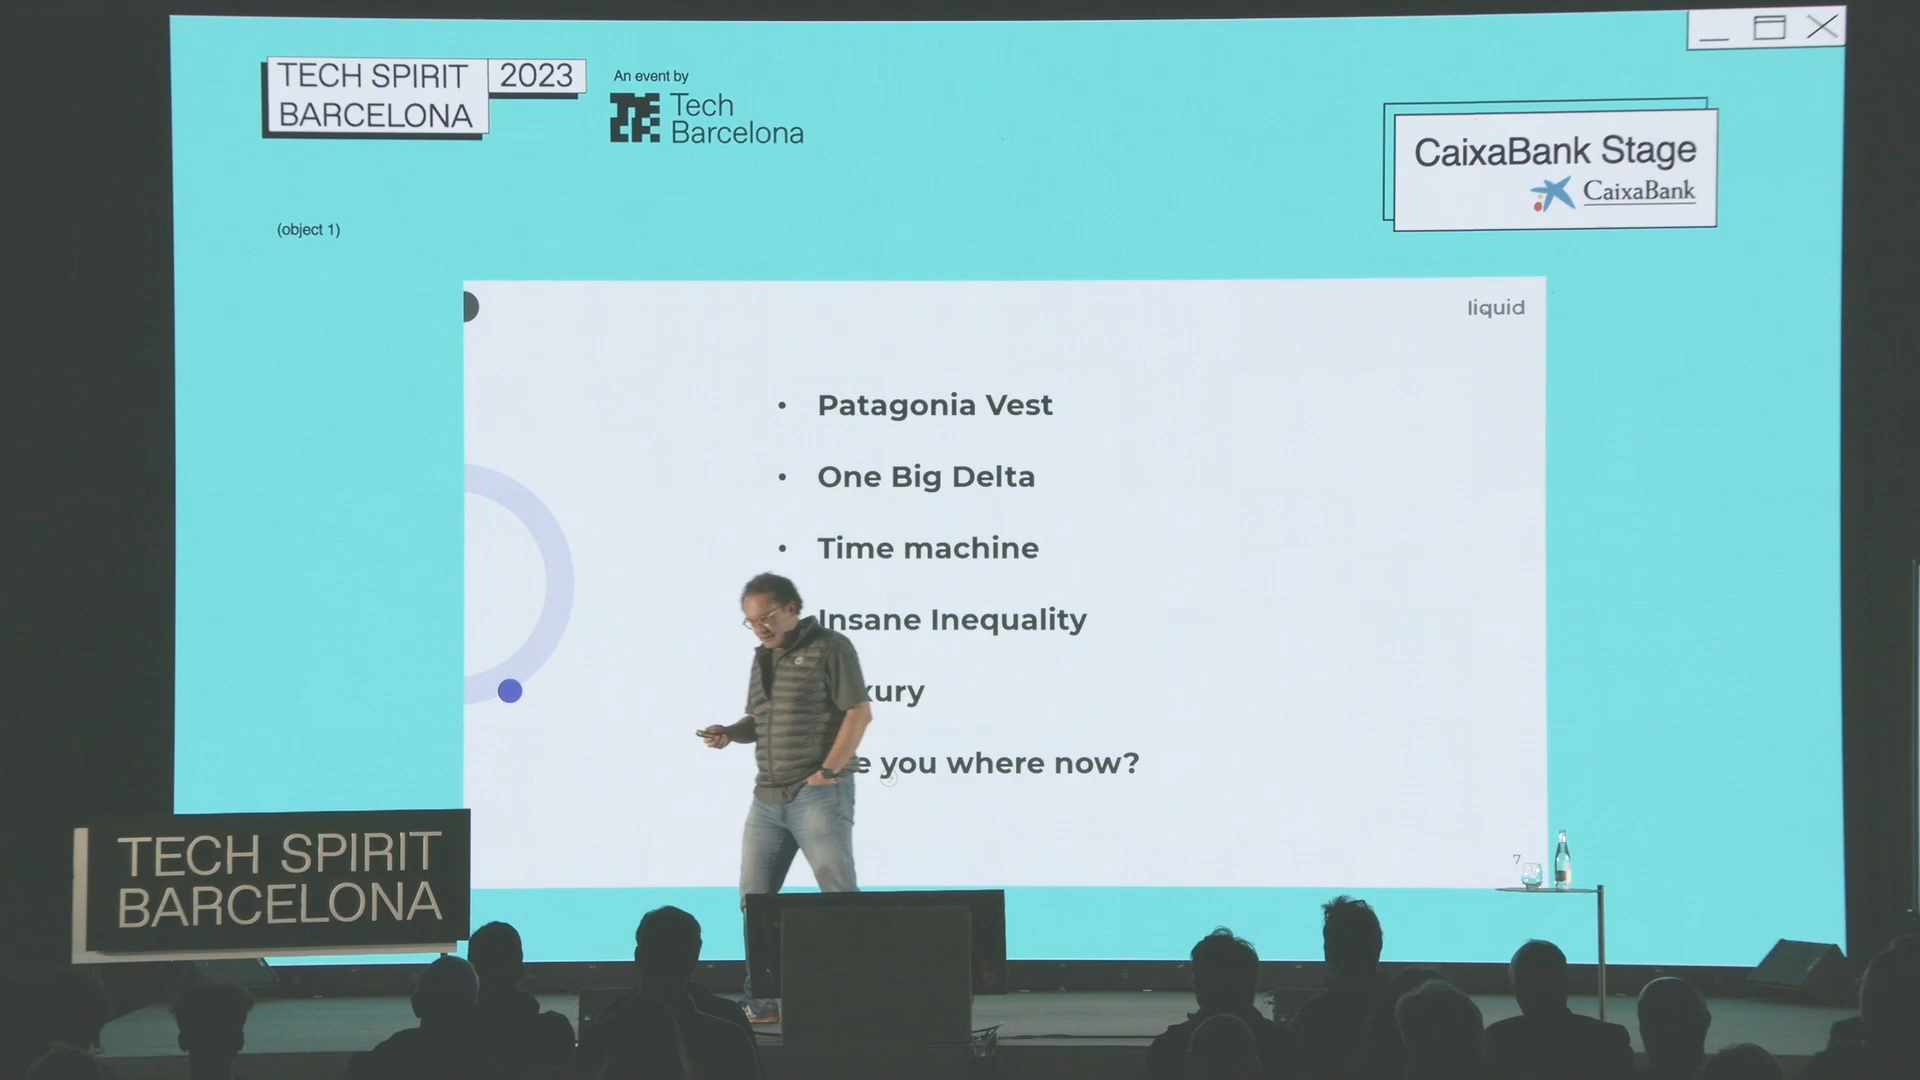 TECH SPIRIT
BARCELONA
2023
An event by
Tech
Barcelona
CaixaBank Stage
CaixaBank
(object 1)
liquid
• Patagonia Vest
• One Big Delta
• Time machine
Insane Inequality
you where now?
7
TECH SPIRIT
BARCELONA